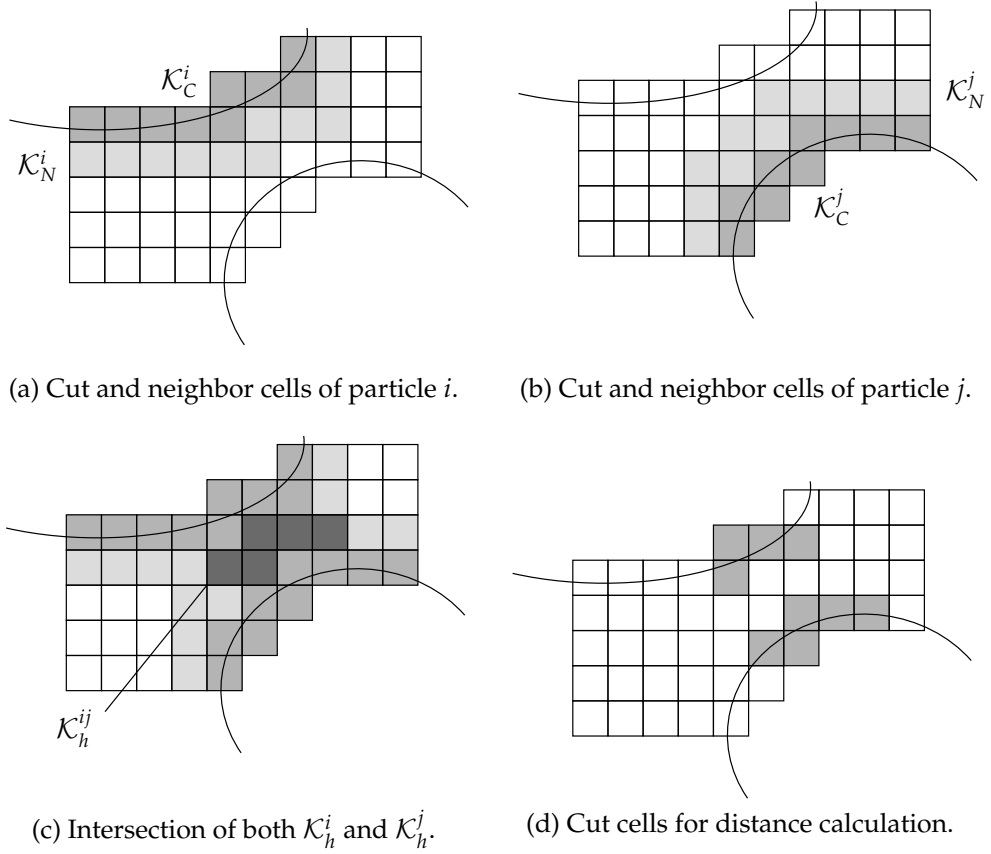 𝒦_C^i
𝒦_N^i
(a) Cut and neighbor cells of particle i.
𝒦_N^j
𝒦_C^j
(b) Cut and neighbor cells of particle j.
𝒦_h^{ij}
(c) Intersection of both 𝒦_h^i and 𝒦_h^j.
(d) Cut cells for distance calculation.